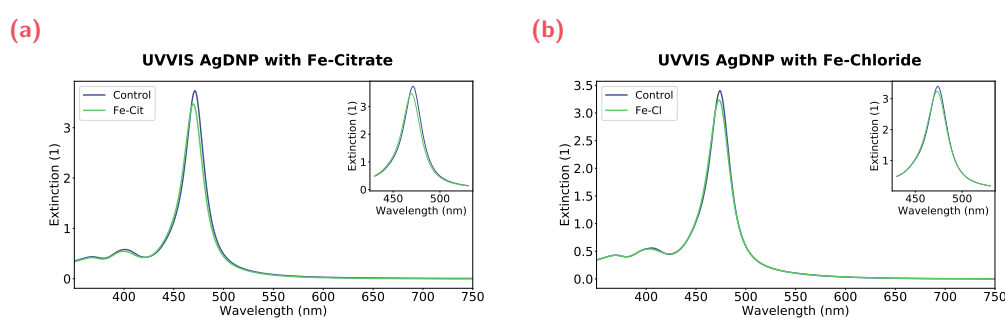 (a)
UVVIS AgDNP with Fe-Citrate
Control
Fe-Cit
Extinction (1)
0
1
2
3
400 450 500 550 600 650 700 750
Wavelength (nm)
Extinction (1)
0
1
2
3
450 500
Wavelength (nm)
(b)
UVVIS AgDNP with Fe-Chloride
Control
Fe-Cl
Extinction (1)
0.0
0.5
1.0
1.5
2.0
2.5
3.0
3.5
400 450 500 550 600 650 700 750
Wavelength (nm)
Extinction (1)
1
2
3
450 500
Wavelength (nm)